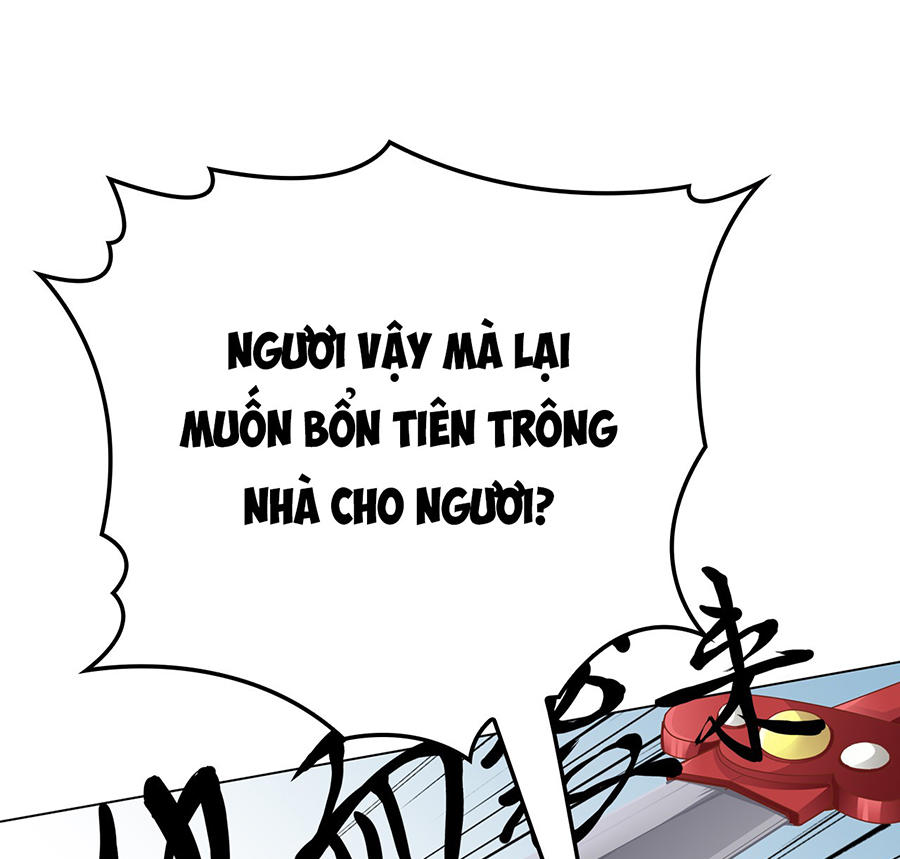 NGƯƠI VẬY MÀ LẠI
MUỐN BỔN TIÊN TRÔNG
NHÀ CHO NGƯƠI?